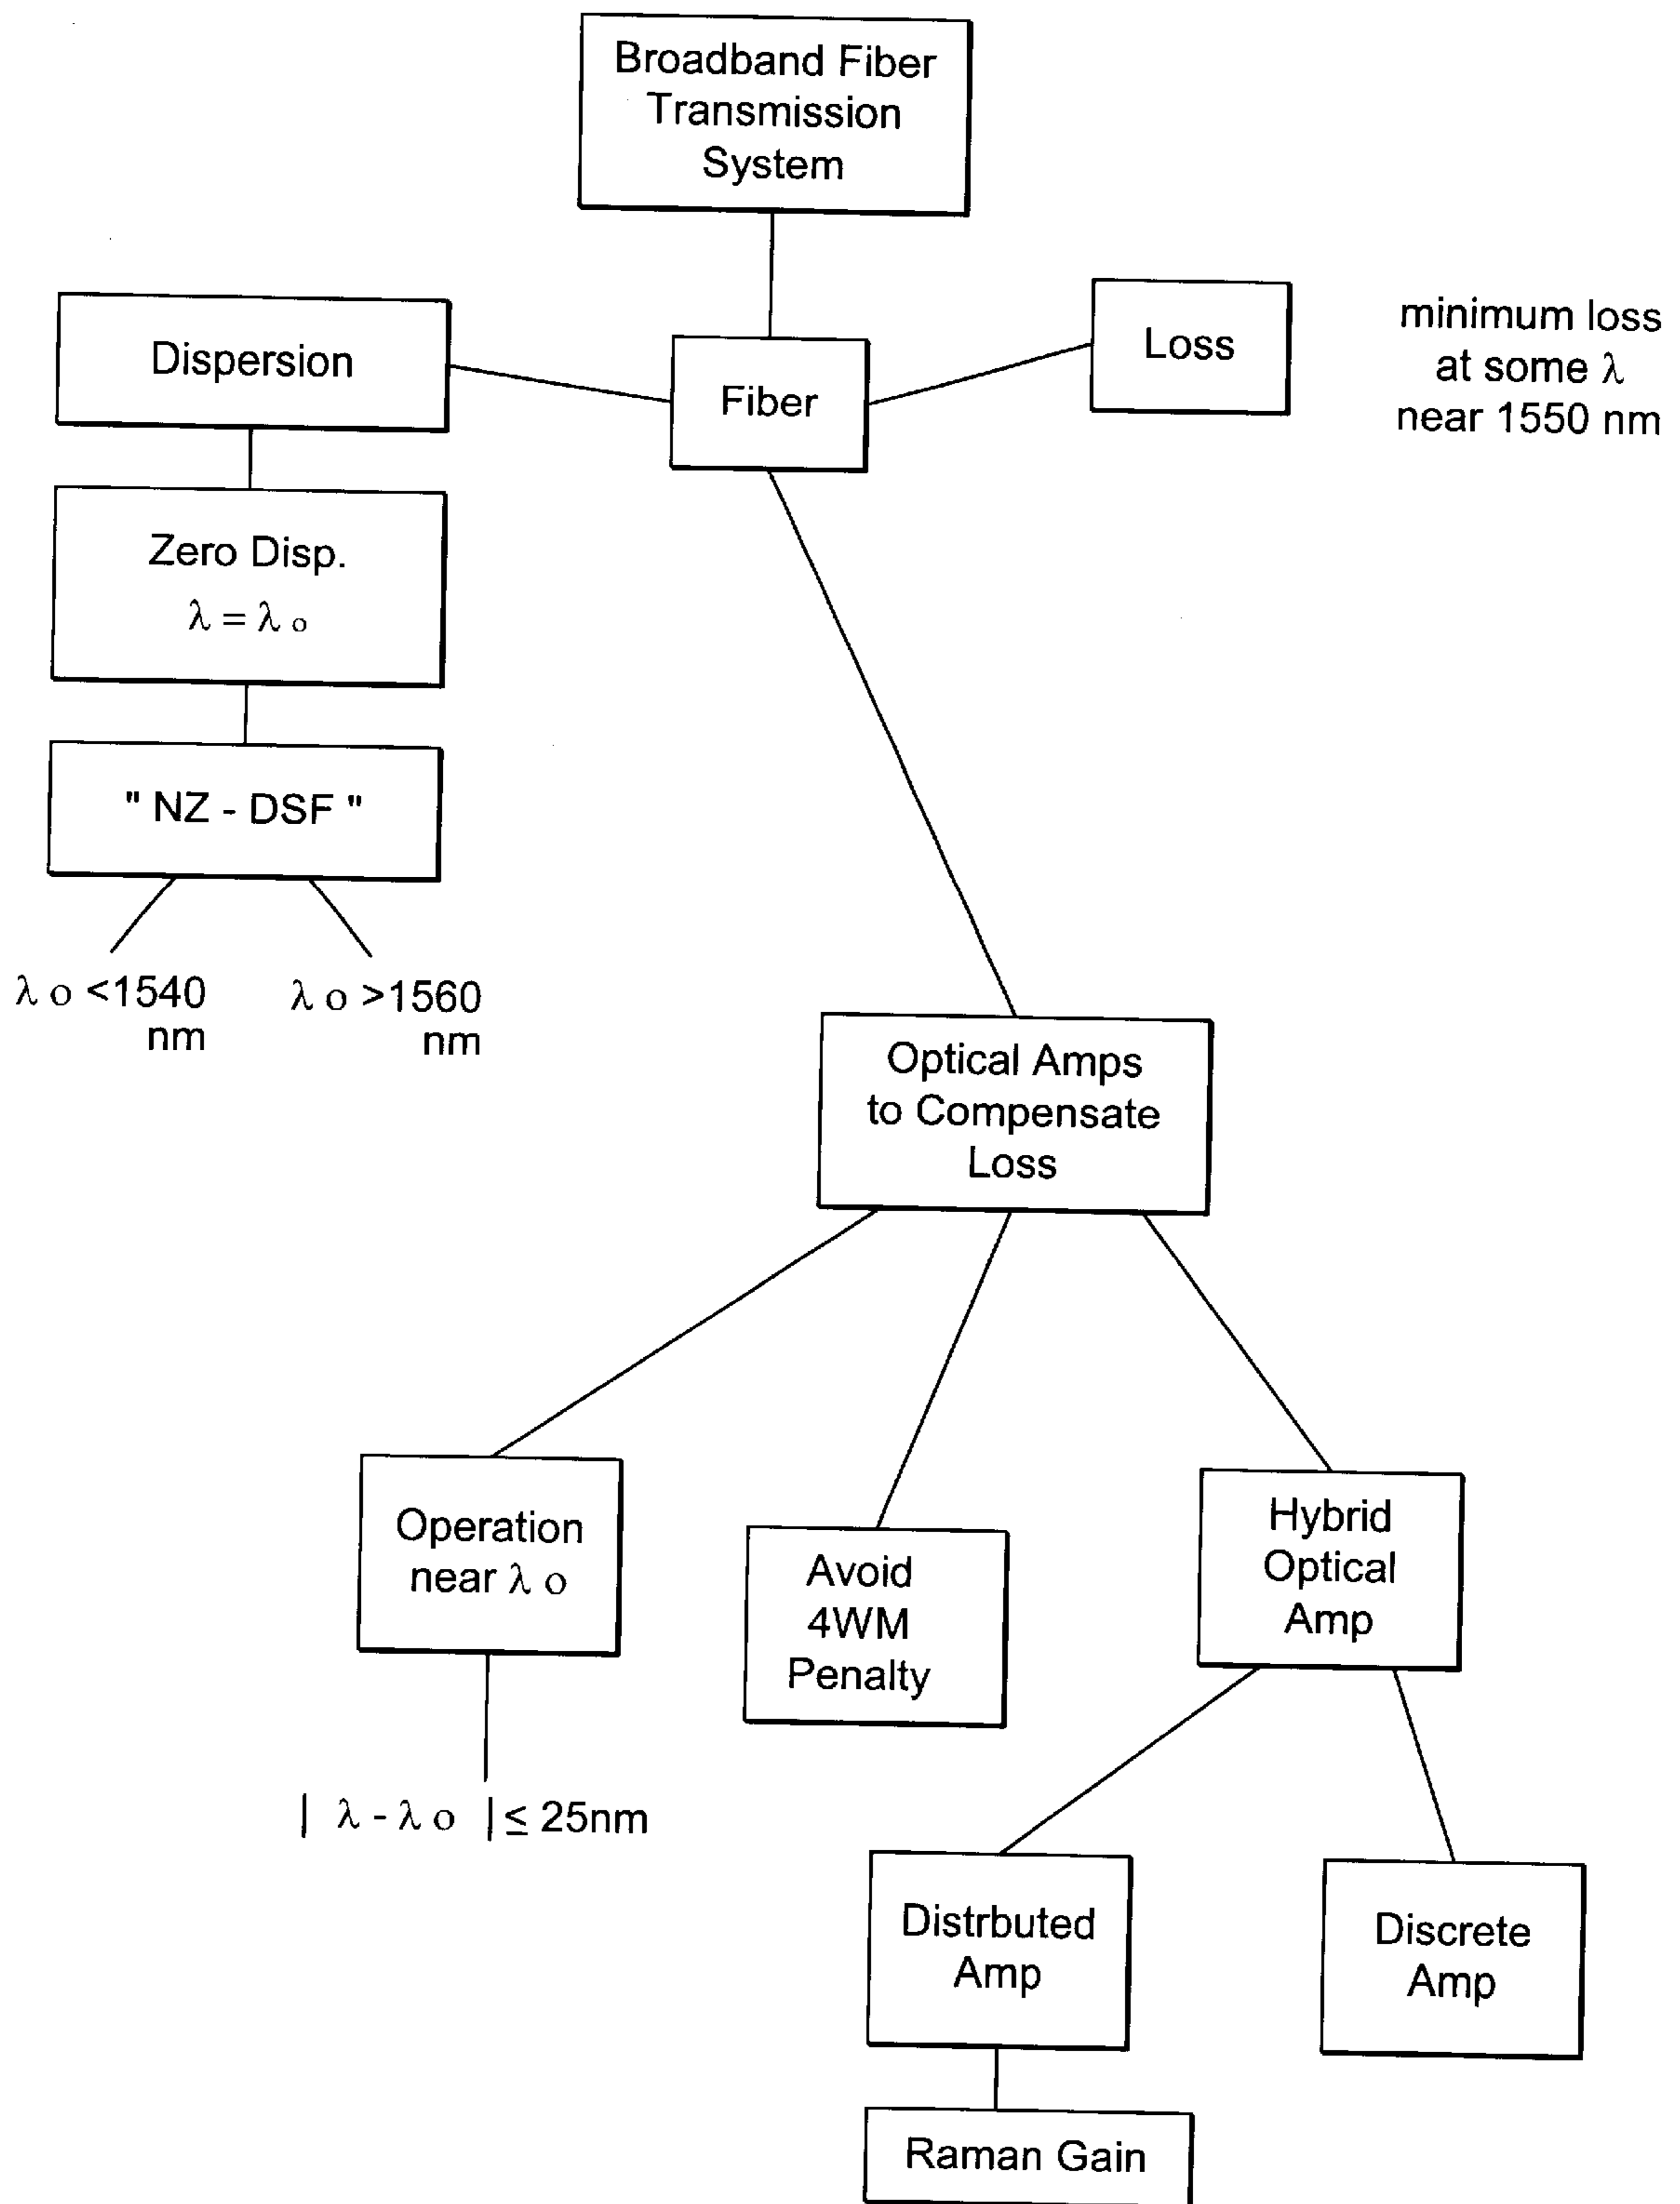 Broadband Fiber
Transmission
System
Dispersion
Fiber
Loss
minimum loss
at some λ
near 1550 nm
Zero Disp.
λ = λ o
" NZ - DSF "
λ o <1540
nm
λ o >1560
nm
Optical Amps
to Compensate
Loss
Operation
near λ o
Avoid
4WM
Penalty
Hybrid
Optical
Amp
| λ - λ o | ≤ 25nm
Distrbuted
Amp
Discrete
Amp
Raman Gain